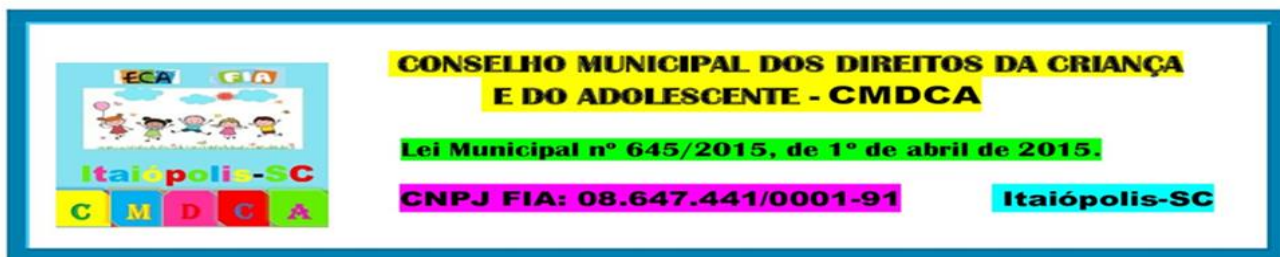 ECA FIA
Itaiópolis-SC
C M D C A
CONSELHO MUNICIPAL DOS DIREITOS DA CRIANÇA
E DO ADOLESCENTE - CMDCA
Lei Municipal nº 645/2015, de 1º de abril de 2015.
CNPJ FIA: 08.647.441/0001-91 Itaiópolis-SC